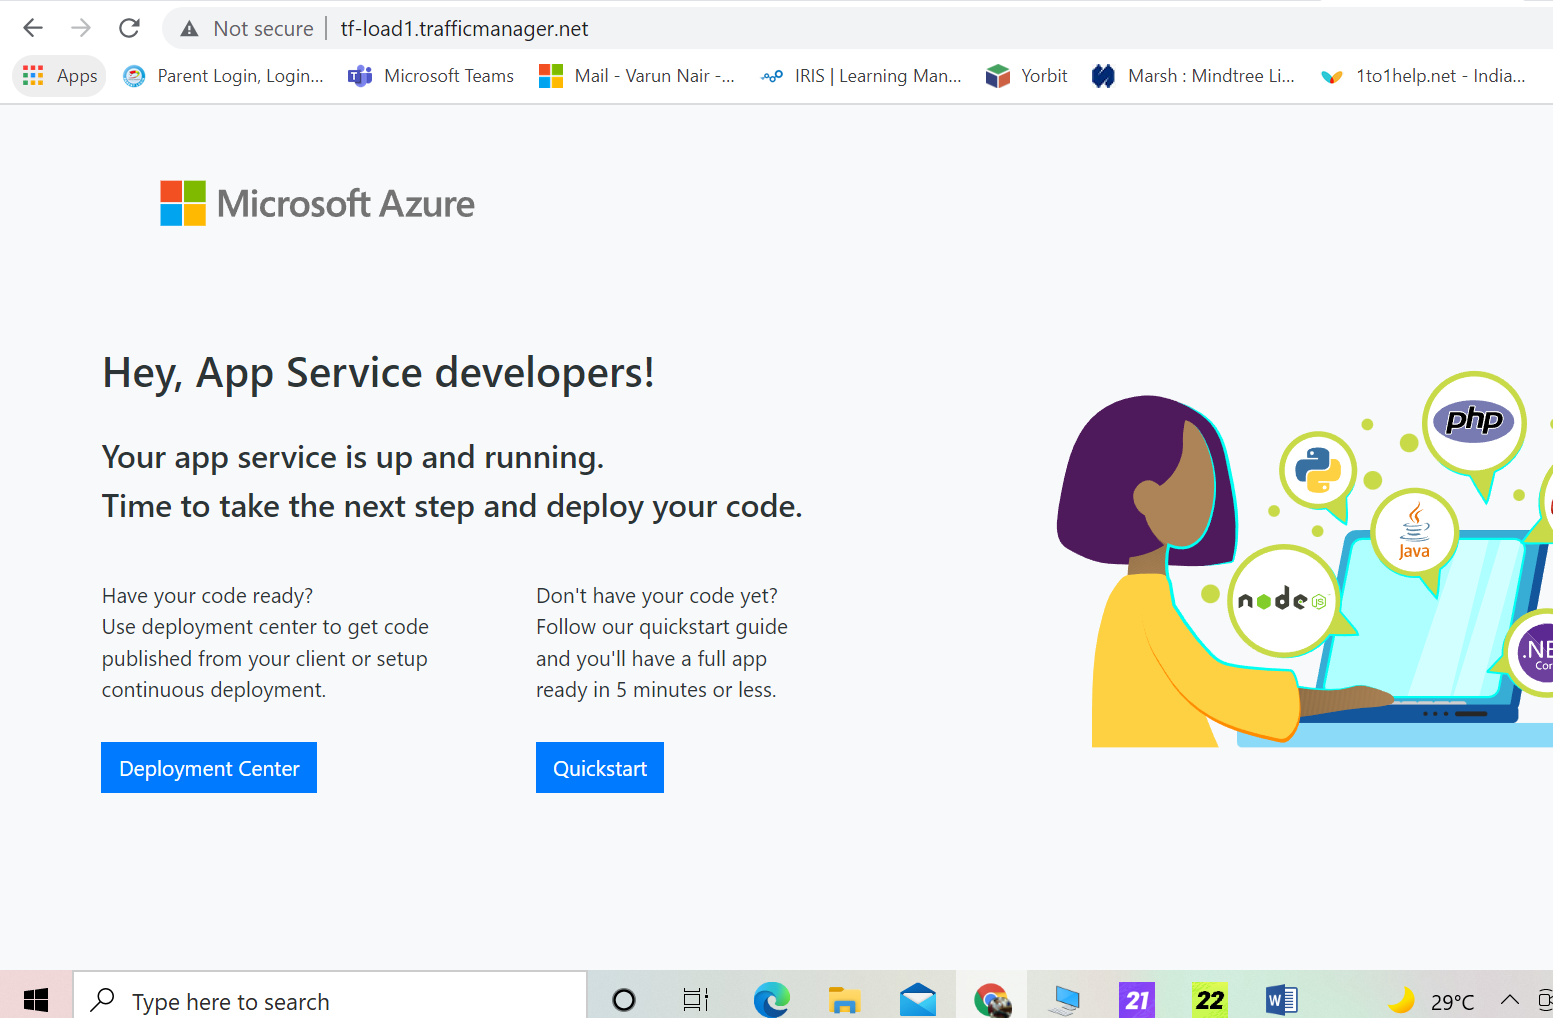 Not secure | tf-load1.trafficmanager.net
Apps Parent Login, Login... Microsoft Teams Mail - Varun Nair -... IRIS | Learning Man... Yorbit Marsh : Mindtree Li... 1to1help.net - India...
Microsoft Azure
Hey, App Service developers!
Your app service is up and running.
Time to take the next step and deploy your code.
Have your code ready?
Use deployment center to get code
published from your client or setup
continuous deployment.
Deployment Center
Don't have your code yet?
Follow our quickstart guide
and you'll have a full app
ready in 5 minutes or less.
Quickstart
php
Java
node
JS
.NE
Cor
Type here to search
21
22
W
29°C